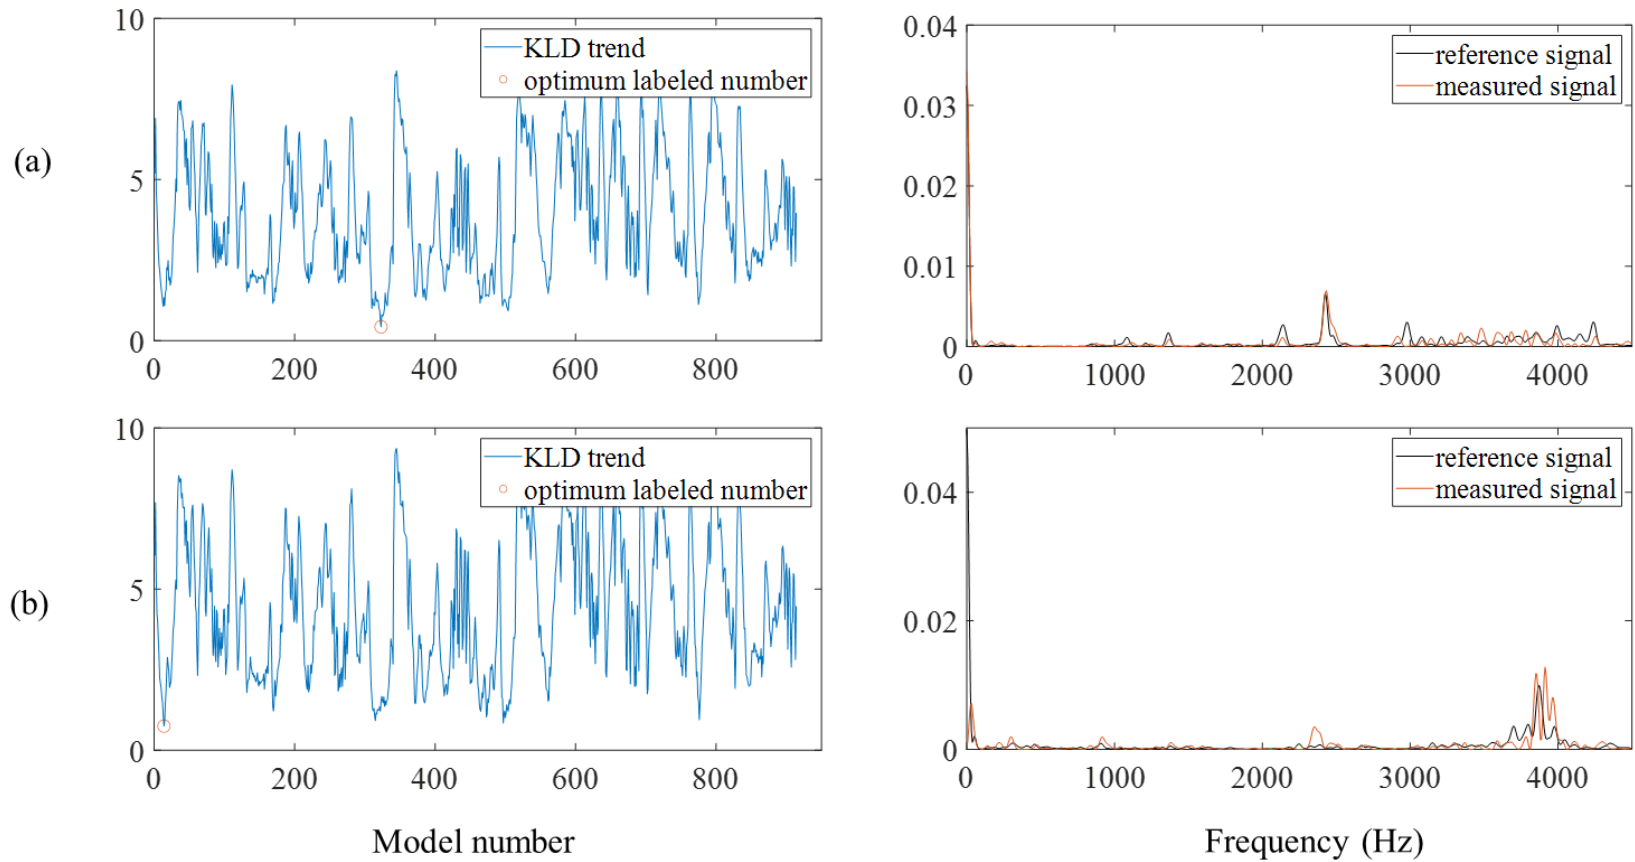 (a)
10
5
0
0
200
400
600
800
KLD trend
optimum labeled number
0.04
0.03
0.02
0.01
0
0
1000
2000
3000
4000
reference signal
measured signal
(b)
10
5
0
0
200
400
600
800
KLD trend
optimum labeled number
0.04
0.02
0
0
1000
2000
3000
4000
reference signal
measured signal
Model number
Frequency (Hz)